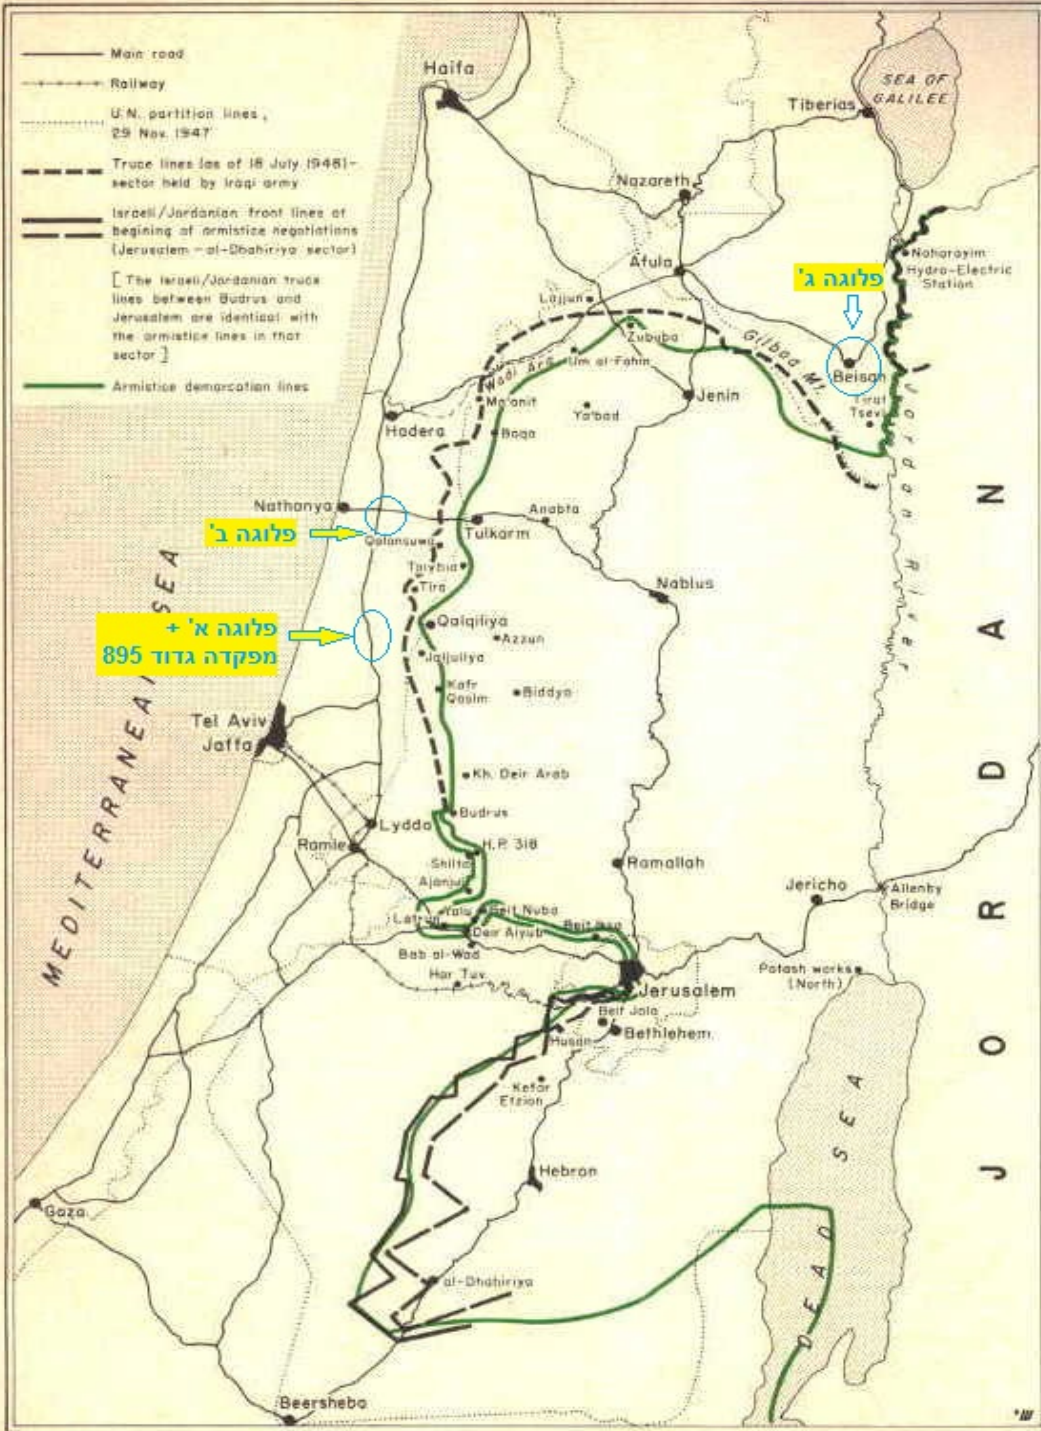 Main road
Railway
U.N. partition lines,
29 Nov. 1947
Truce lines (as of 18 July 1948)-
sector held by Iraqi army
Israeli/Jordanian front lines at
begining of armistice negotiations
(Jerusalem – al-Dhahiriya sector)
[The Israeli/Jordanian truce
lines between Budrus and
Jerusalem are identical with
the armistice lines in that
sector]
Armistice demarcation lines
Haifa
SEA OF
GALILEE
Tiberias
Nazareth
Afula
Naharayim
Hydro-Electric
Station
פלוגה ג'
Lajjun
Zububa
Gilboa Mt.
Um al-Fahm
Wadi Ara
Beisan
Tirat
Tsevi
Ma'anit
Ya'bad
Jenin
Hadera
Baqa
Jordan River
Nathanya
Anabta
Tulkarm
פלוגה ב'
Qalansuwa
Taiybia
Tira
Nablus
פלוגה א' +
מפקדה גדוד 895
Qalqiliya
Azzun
Jaljuliya
Kafr
Qasim
Biddya
Tel Aviv
Jaffa
MEDITERRANEAN SEA
Kh. Deir Arab
Budrus
Lydda
Ramle
H.P. 318
Shilta
Ajanjul
Ramallah
Jericho
Allenby
Bridge
Yalu
Beit Nuba
Latrun
Deir Aiyub
Beit Iksa
Bab al-Wad
Har Tuv
Potash works
(North)
Jerusalem
Beit Jala
Bethlehem
Husan
Kefar
Etzion
Hebron
Gaza
al-Dhahiriya
DEAD SEA
Beersheba
JORDAN